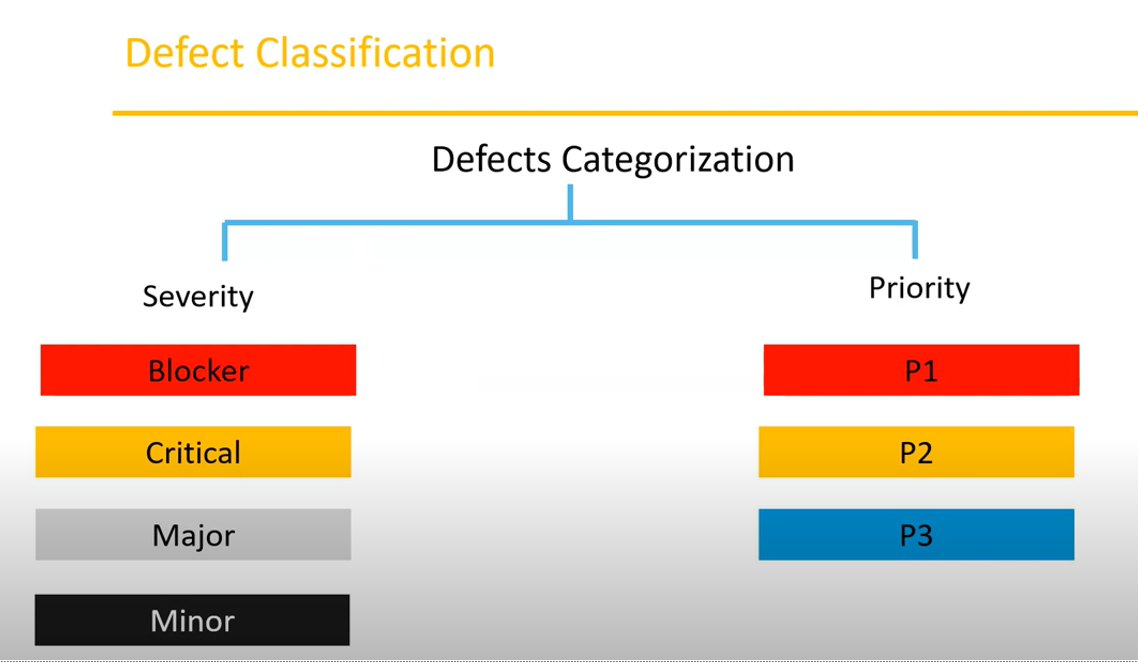 Defect Classification
Defects Categorization
Severity
Priority
Blocker
P1
Critical
P2
Major
P3
Minor